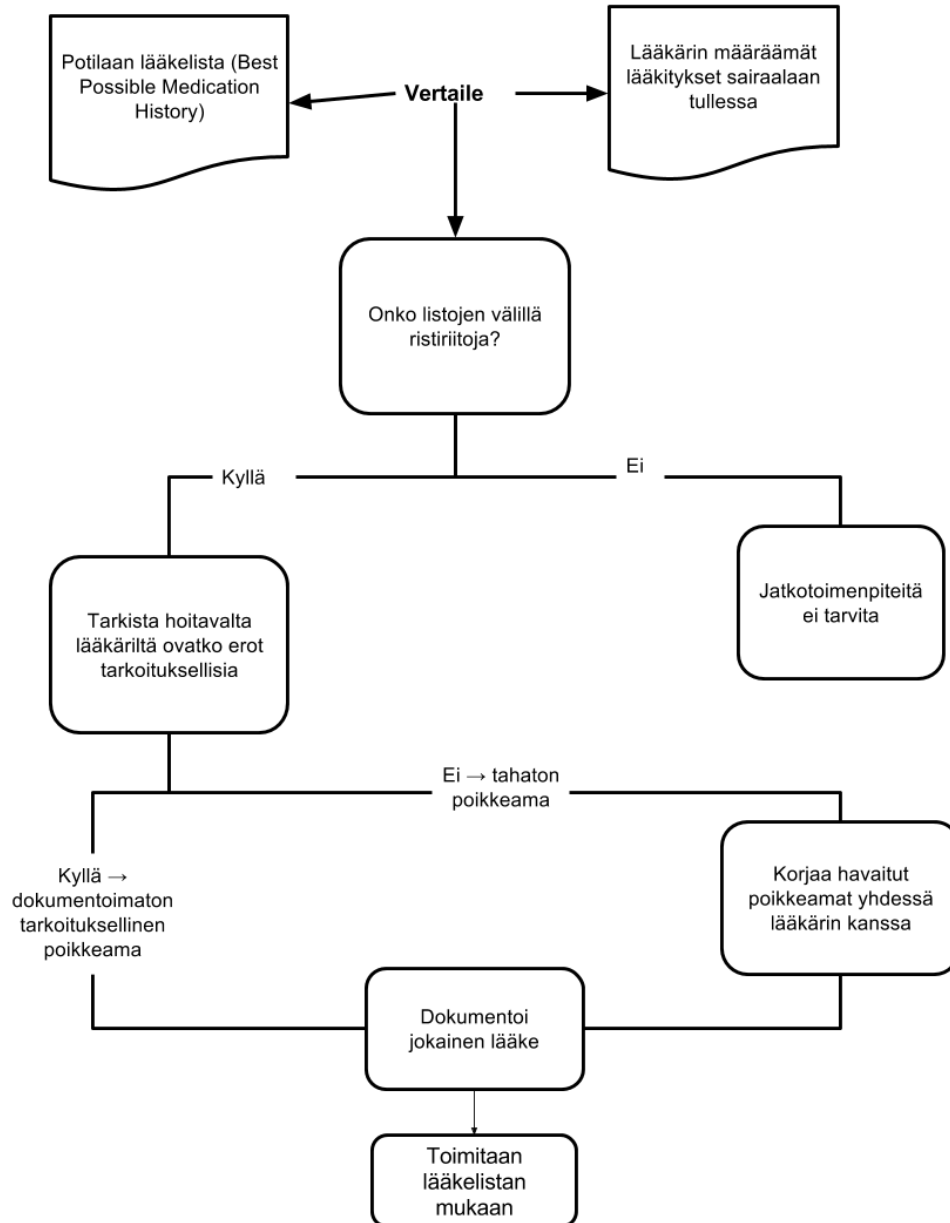 Potilaan lääkelista (Best
Possible Medication
History)
Vertaile
Lääkärin määräämät
lääkitykset sairaalaan
tullessa
Onko listojen välillä
ristiriitoja?
Kyllä
Ei
Tarkista hoitavalta
lääkäriltä ovatko erot
tarkoituksellisia
Jatkotoimenpiteitä
ei tarvita
Ei → tahaton
poikkeama
Kyllä →
dokumentoimaton
tarkoituksellinen
poikkeama
Korjaa havaitut
poikkeamat yhdessä
lääkärin kanssa
Dokumentoi
jokainen lääke
Toimitaan
lääkelistan
mukaan